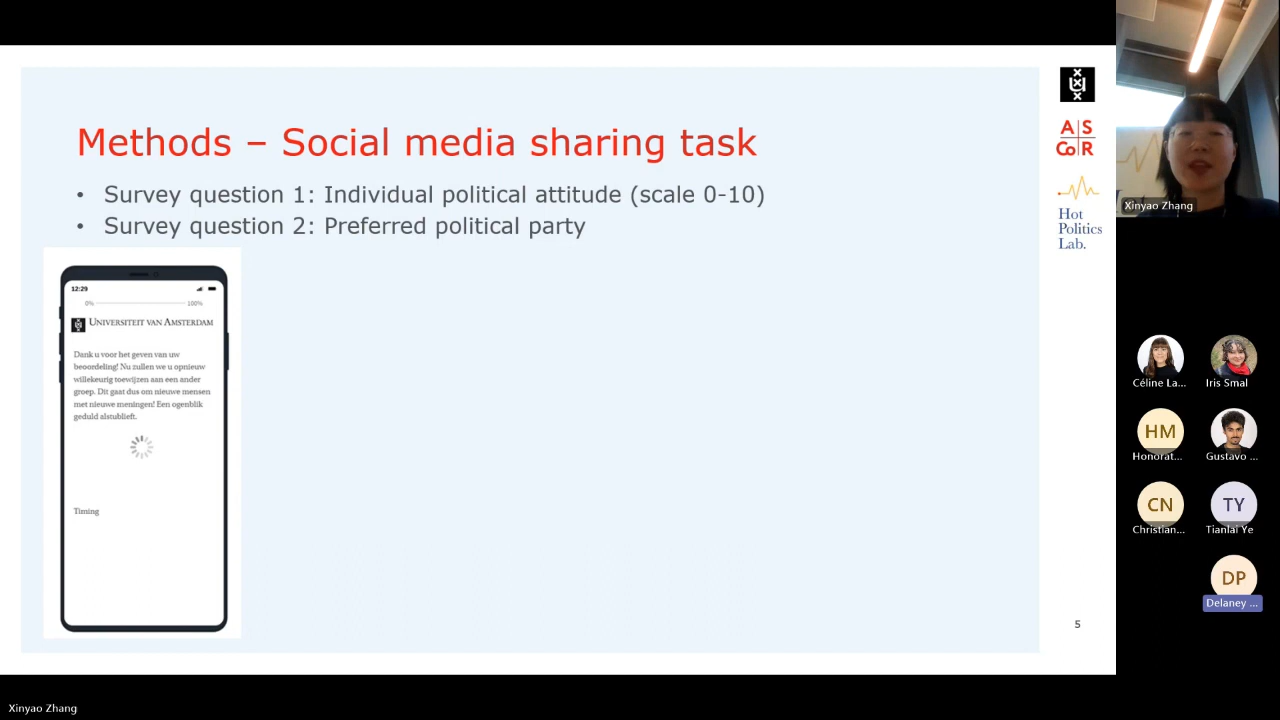 Methods – Social media sharing task
• Survey question 1: Individual political attitude (scale 0-10)
• Survey question 2: Preferred political party
12:29
0% 100%
UNIVERSITEIT VAN AMSTERDAM
Dank u voor het geven van uw
beoordeling! Nu zullen we u opnieuw
willekeurig toewijzen aan een ander
groep. Dit gaat dus om nieuwe mensen
met nieuwe meningen! Een ogenblik
geduld alstublieft.
Timing
A|S
Co|R
Hot
Politics
Lab.
5
Xinyao Zhang
Céline La...
Iris Smal
HM
Honorat...
Gustavo ...
CN
Christian...
TY
Tianlai Ye
DP
Delaney ...
Xinyao Zhang